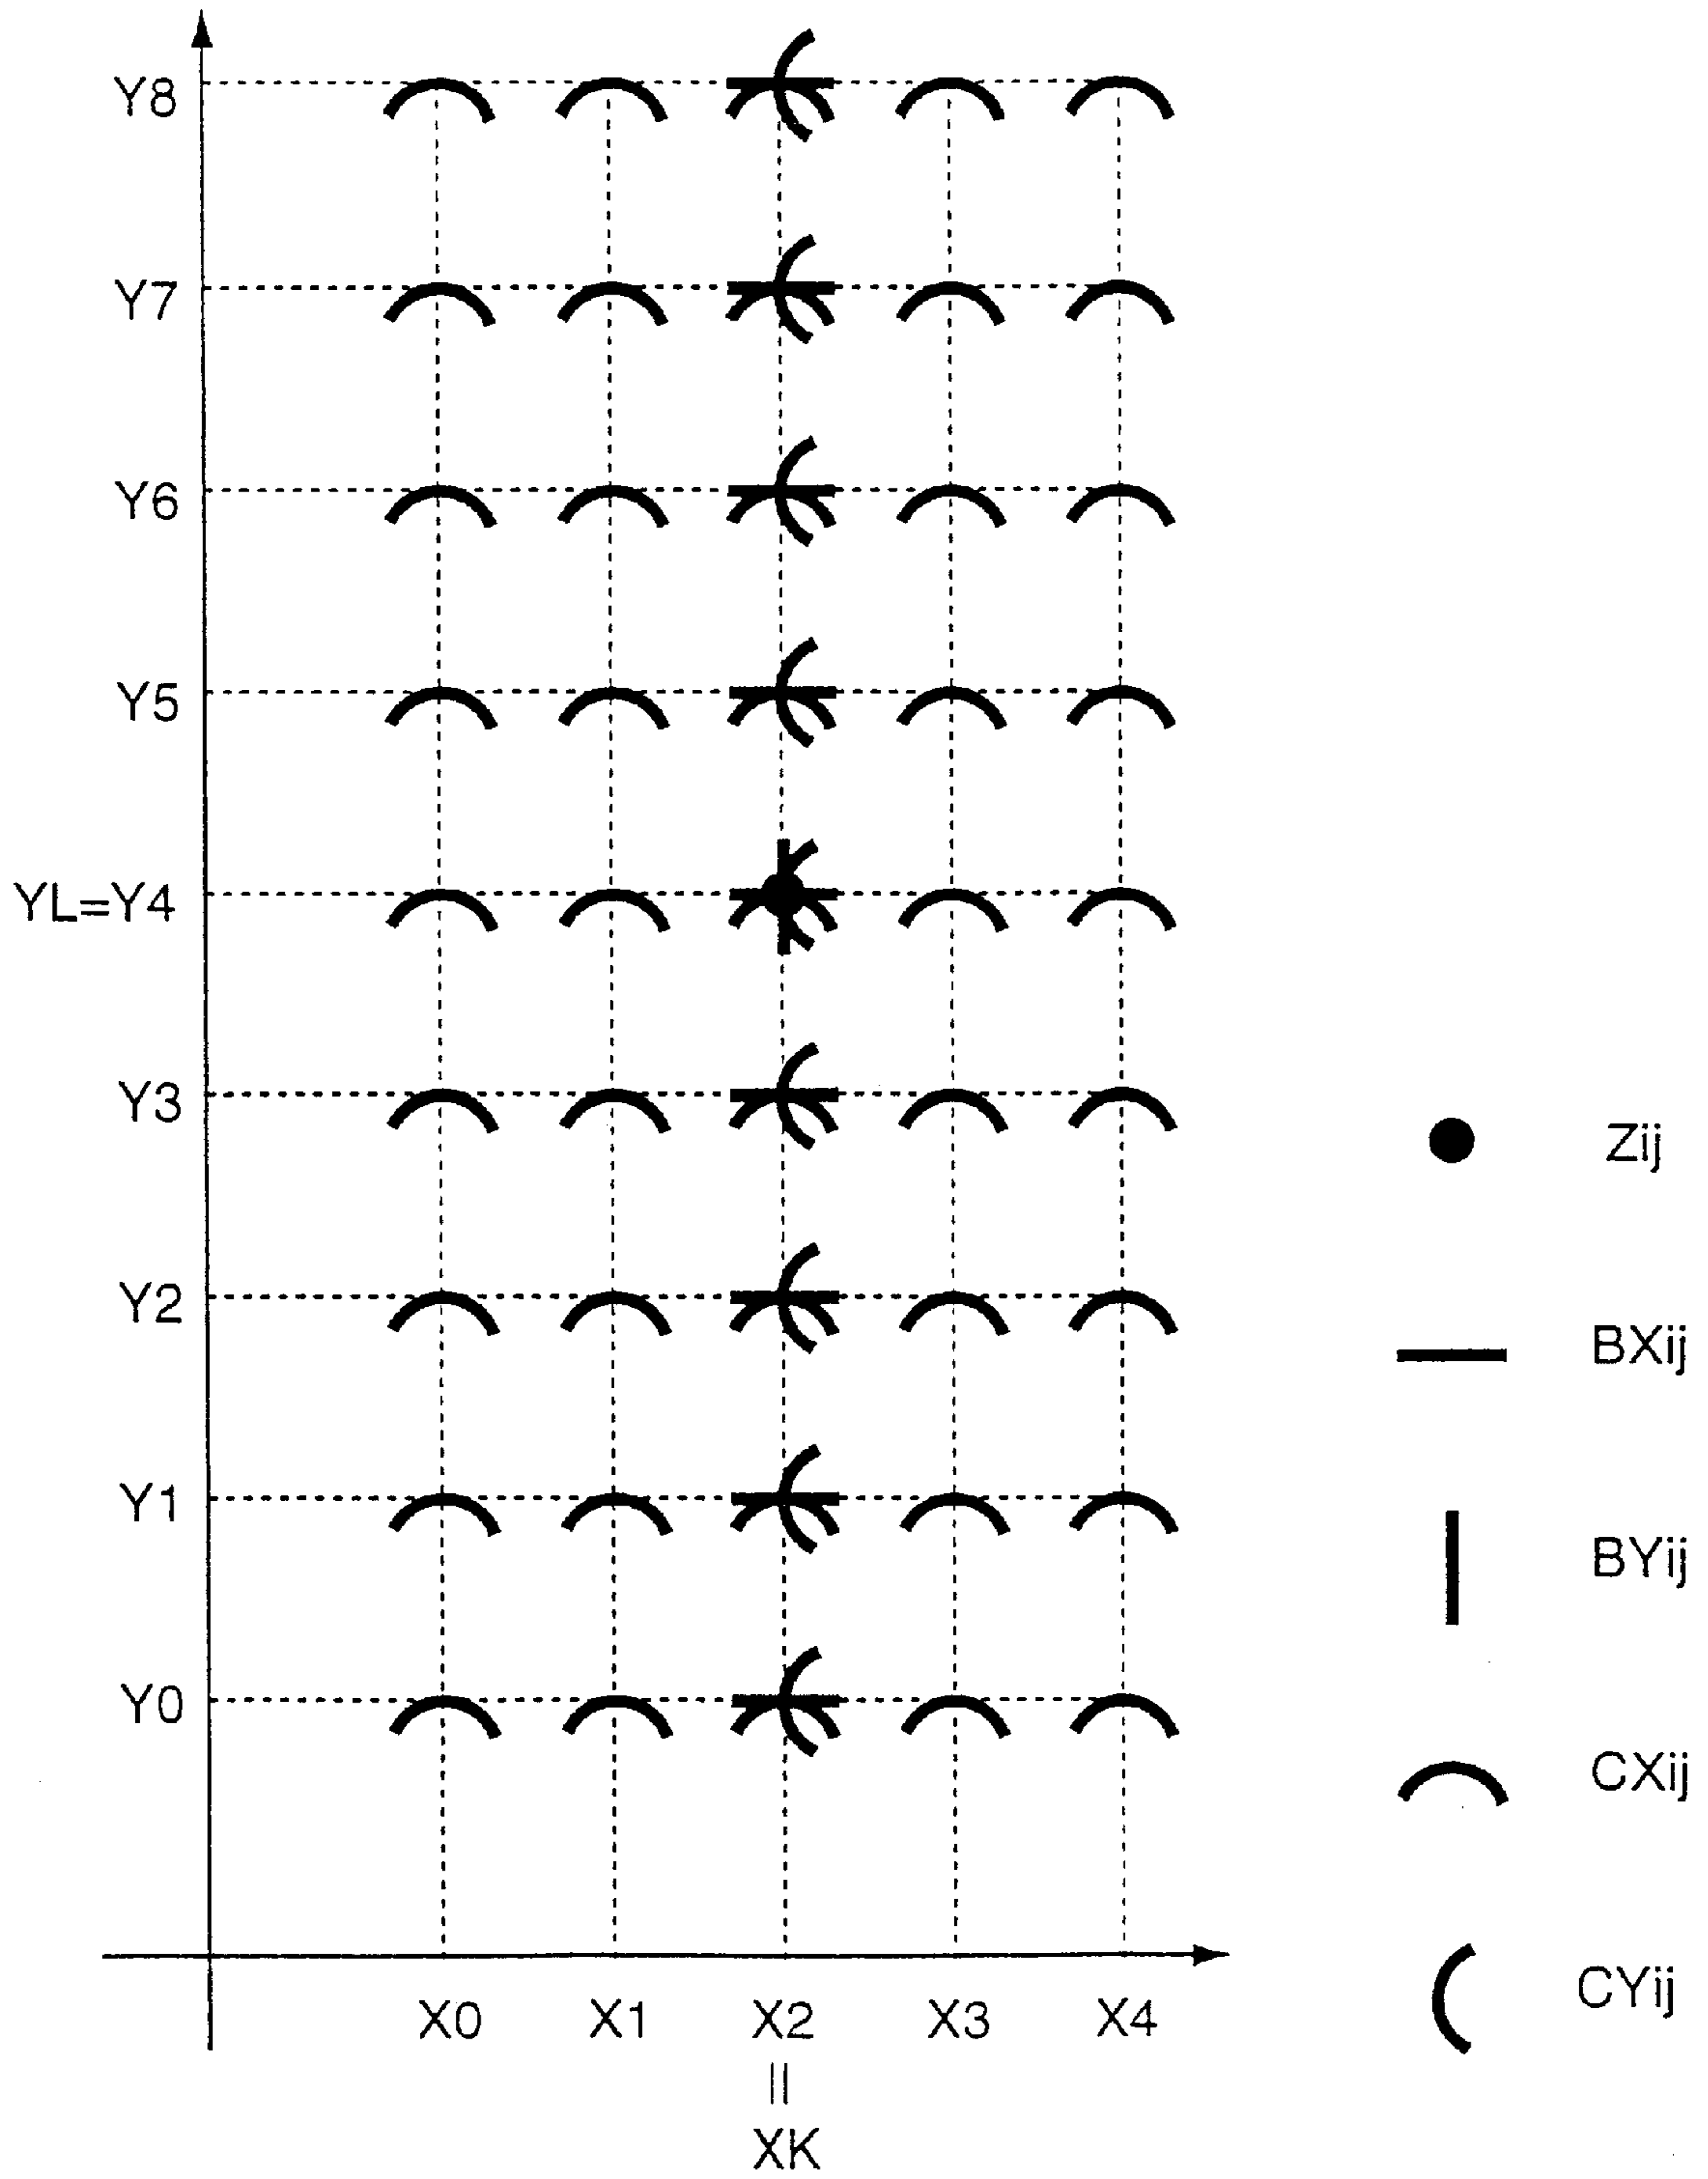 Y8
Y7
Y6
Y5
YL=Y4
Y3
Y2
Y1
Y0
X0 X1 X2 X3 X4
||
XK
Zij
BXij
BYij
CXij
CYij